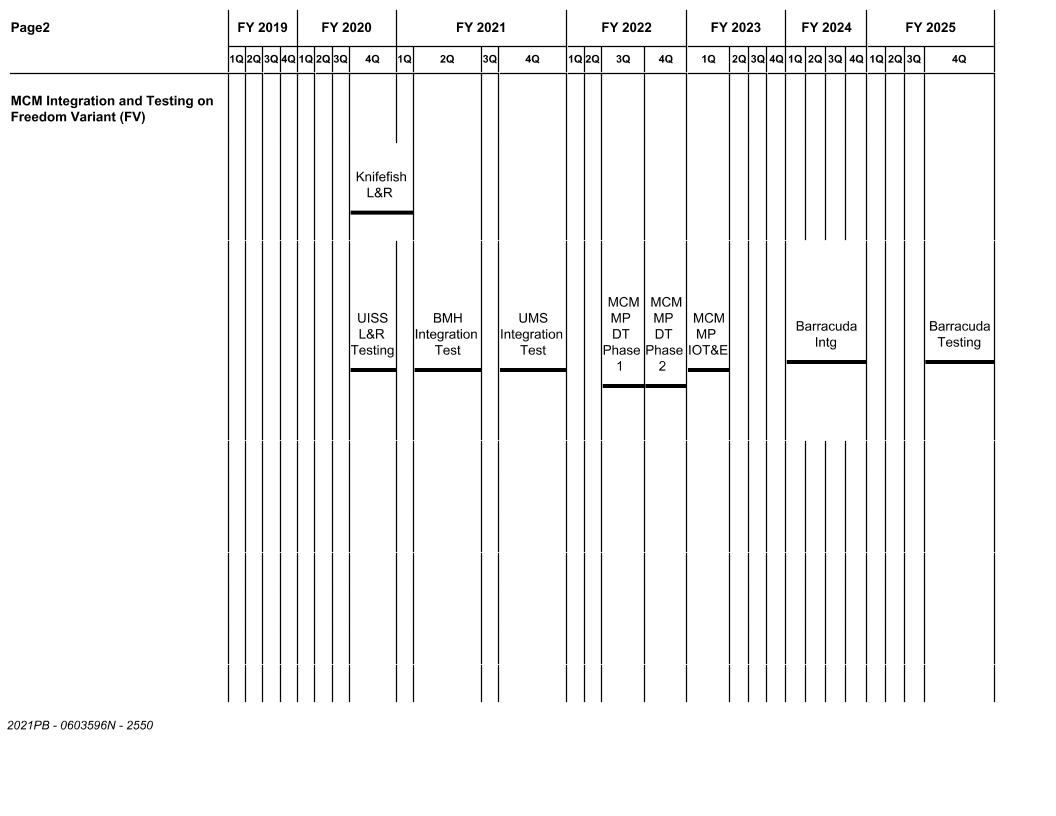 Page2 FY 2019 FY 2020 FY 2021 FY 2022 FY 2023 FY 2024 FY 2025
1Q 2Q 3Q 4Q 1Q 2Q 3Q 4Q 1Q 2Q 3Q 4Q 1Q 2Q 3Q 4Q 1Q 2Q 3Q 4Q 1Q 2Q 3Q 4Q 1Q 2Q 3Q 4Q
MCM Integration and Testing on
Freedom Variant (FV)
Knifefish
L&R
UISS
L&R
Testing
BMH
Integration
Test
UMS
Integration
Test
MCM
MP
DT
Phase
1
MCM
MP
DT
Phase
2
MCM
MP
IOT&E
Barracuda
Intg
Barracuda
Testing
2021PB - 0603596N - 2550